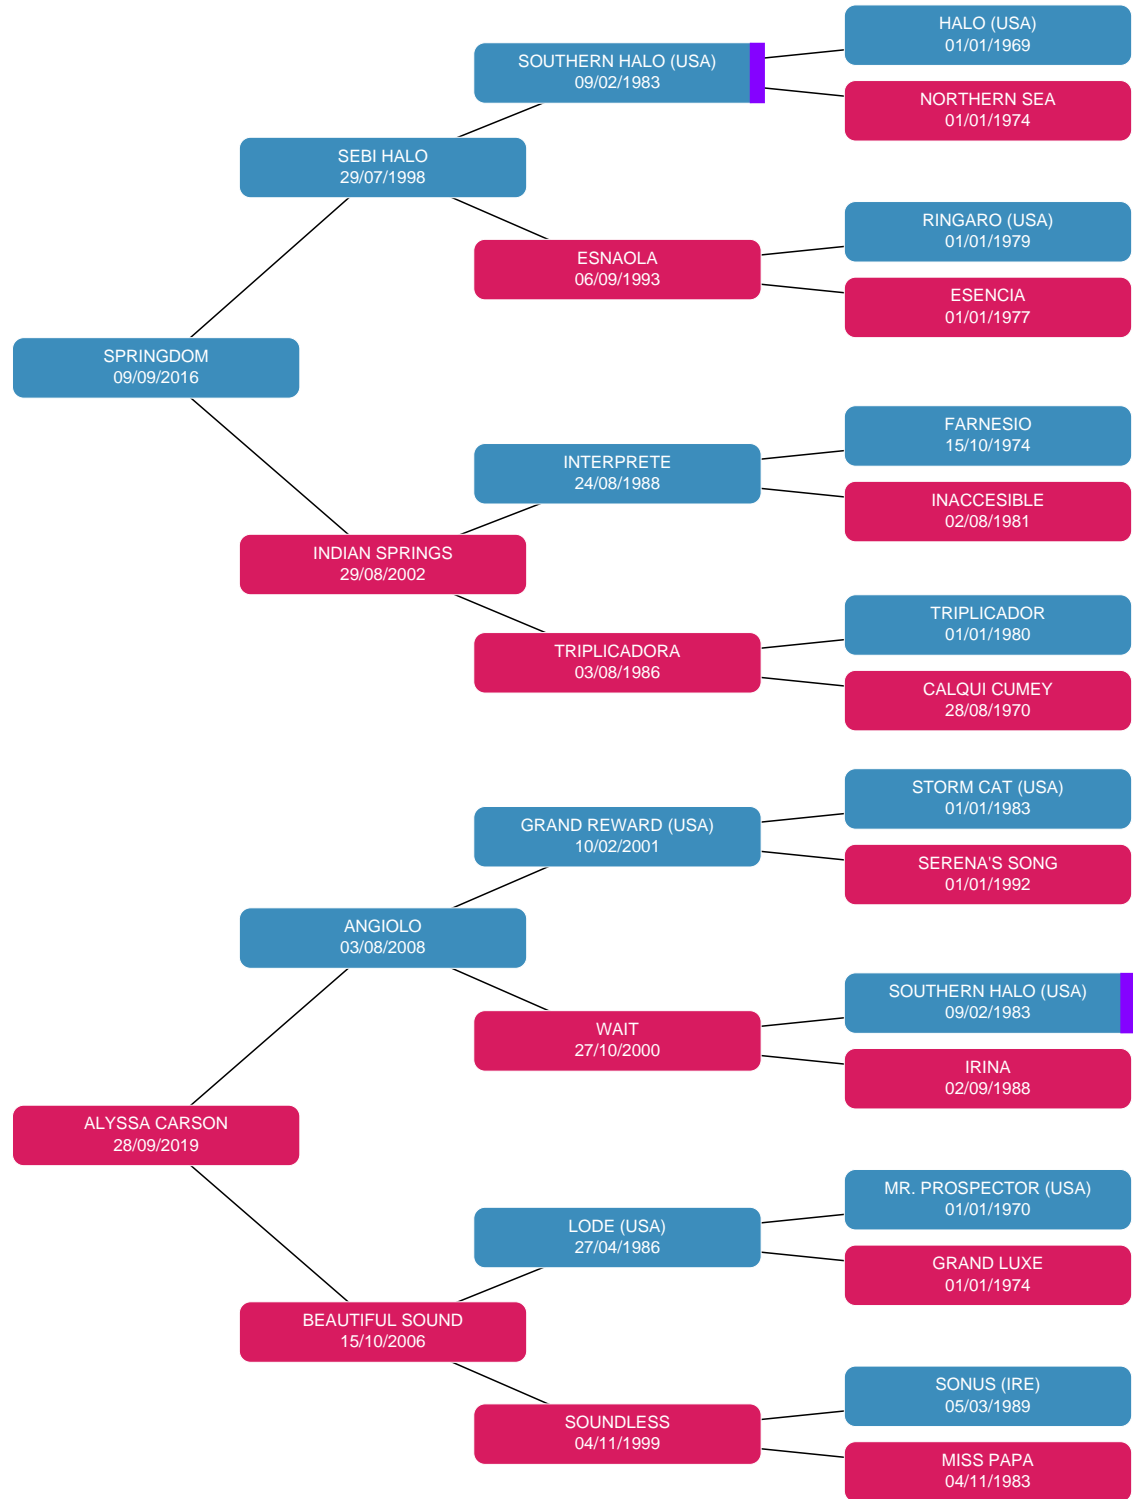 HALO (USA)
01/01/1969
SOUTHERN HALO (USA)
09/02/1983
NORTHERN SEA
01/01/1974
SEBI HALO
29/07/1998
RINGARO (USA)
01/01/1979
ESNAOLA
06/09/1993
ESENCIA
01/01/1977
SPRINGDOM
09/09/2016
FARNESIO
15/10/1974
INTERPRETE
24/08/1988
INACCESIBLE
02/08/1981
INDIAN SPRINGS
29/08/2002
TRIPLICADOR
01/01/1980
TRIPLICADORA
03/08/1986
CALQUI CUMEY
28/08/1970
STORM CAT (USA)
01/01/1983
GRAND REWARD (USA)
10/02/2001
SERENA'S SONG
01/01/1992
ANGIOLO
03/08/2008
SOUTHERN HALO (USA)
09/02/1983
WAIT
27/10/2000
IRINA
02/09/1988
ALYSSA CARSON
28/09/2019
MR. PROSPECTOR (USA)
01/01/1970
LODE (USA)
27/04/1986
GRAND LUXE
01/01/1974
BEAUTIFUL SOUND
15/10/2006
SONUS (IRE)
05/03/1989
SOUNDLESS
04/11/1999
MISS PAPA
04/11/1983